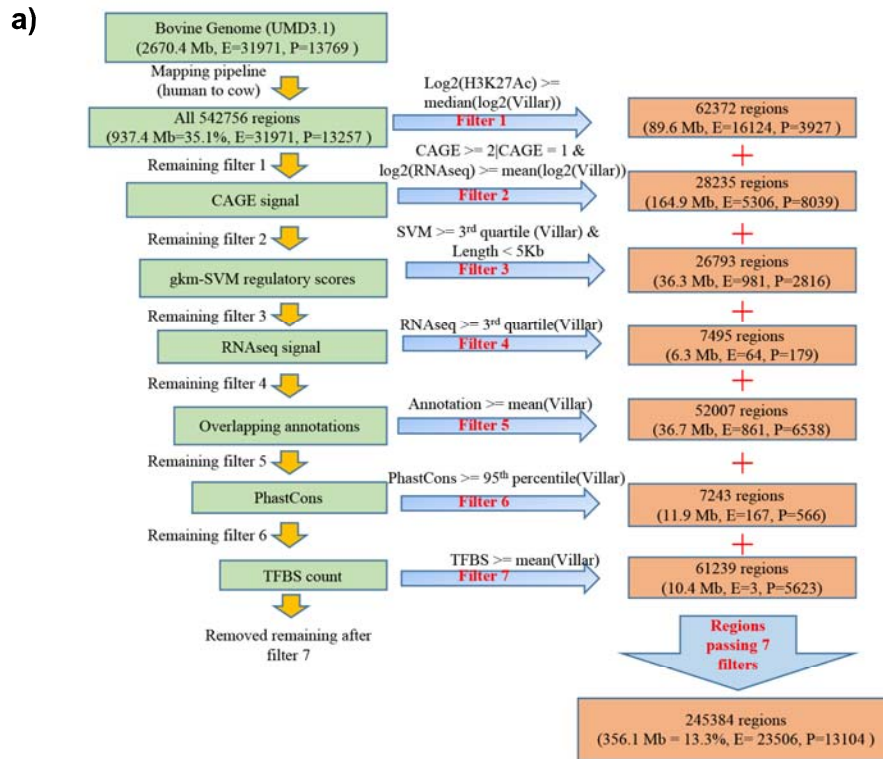 a)
Bovine Genome (UMD3.1)
(2670.4 Mb, E=31971, P=13769 )
Mapping pipeline
(human to cow)
All 542756 regions
(937.4 Mb=35.1%, E=31971, P=13257 )
Log2(H3K27Ac) >=
median(log2(Villar))
Filter 1
62372 regions
(89.6 Mb, E=16124, P=3927 )
+
Remaining filter 1
CAGE signal
CAGE >= 2|CAGE = 1 &
log2(RNAseq) >= mean(log2(Villar))
Filter 2
28235 regions
(164.9 Mb, E=5306, P=8039)
+
Remaining filter 2
gkm-SVM regulatory scores
SVM >= 3rd quartile (Villar) &
Length < 5Kb
Filter 3
26793 regions
(36.3 Mb, E=981, P=2816)
+
Remaining filter 3
RNAseq signal
RNAseq >= 3rd quartile(Villar)
Filter 4
7495 regions
(6.3 Mb, E=64, P=179)
+
Remaining filter 4
Overlapping annotations
Annotation >= mean(Villar)
Filter 5
52007 regions
(36.7 Mb, E=861, P=6538)
+
Remaining filter 5
PhastCons
PhastCons >= 95th percentile(Villar)
Filter 6
7243 regions
(11.9 Mb, E=167, P=566)
+
Remaining filter 6
TFBS count
TFBS >= mean(Villar)
Filter 7
61239 regions
(10.4 Mb, E=3, P=5623)
Removed remaining after
filter 7
Regions
passing 7
filters
245384 regions
(356.1 Mb = 13.3%, E= 23506, P=13104 )